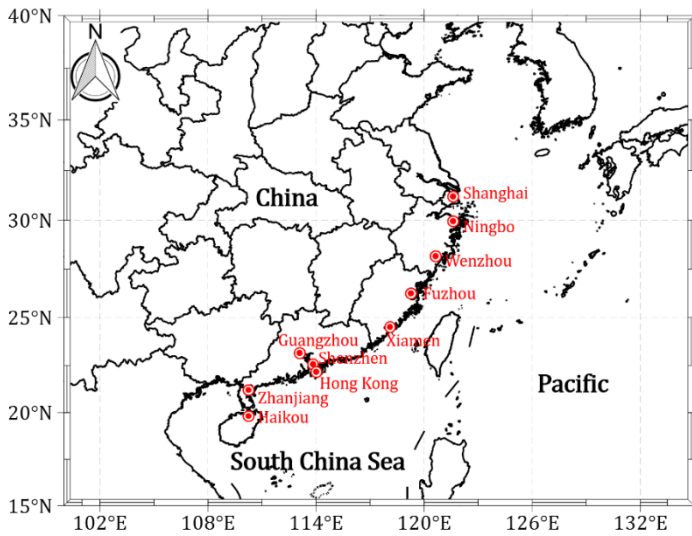 40°N
N
35°N
Shanghai
China
30°N
Ningbo
Wenzhou
Fuzhou
25°N
Guangzhou
Xiamen
Shenzhen
Hong Kong
Pacific
Zhanjiang
20°N
Haikou
South China Sea
15°N
102°E 108°E 114°E 120°E 126°E 132°E